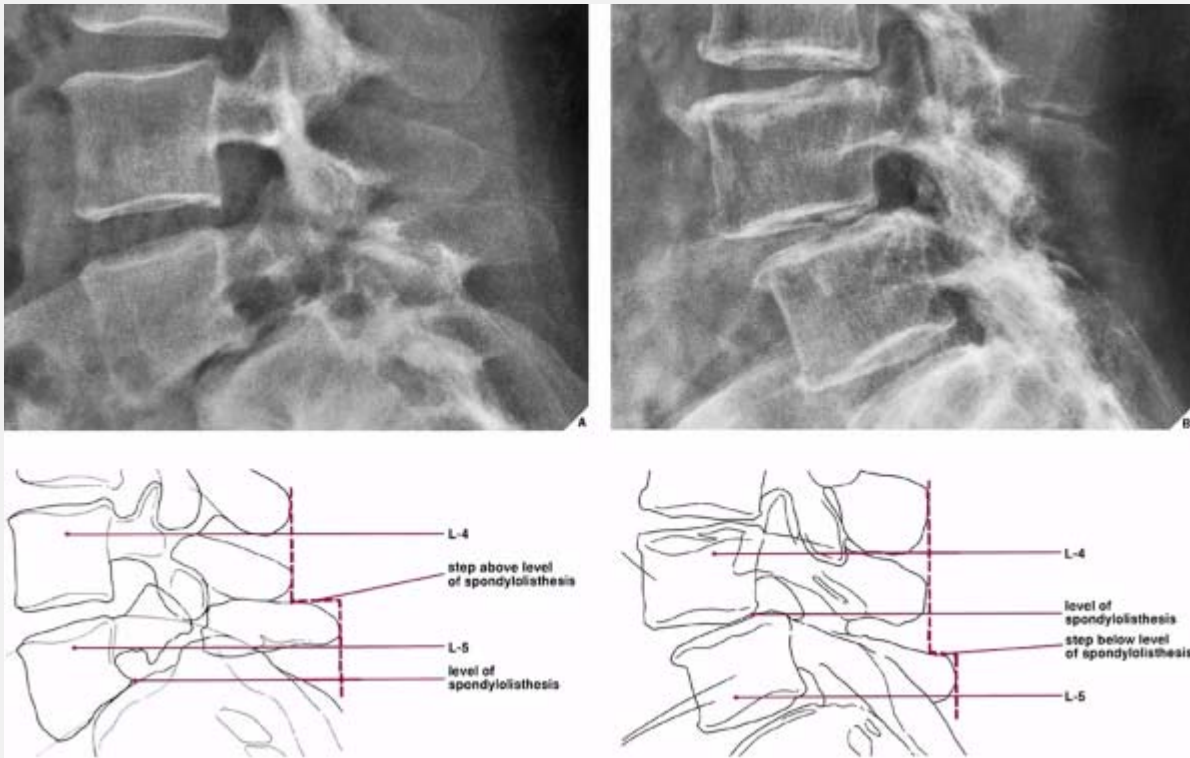 A
B
L-4
step above level
of spondylolisthesis
L-5
level of
spondylolisthesis
L-4
level of
spondylolisthesis
step below level
of spondylolisthesis
L-5